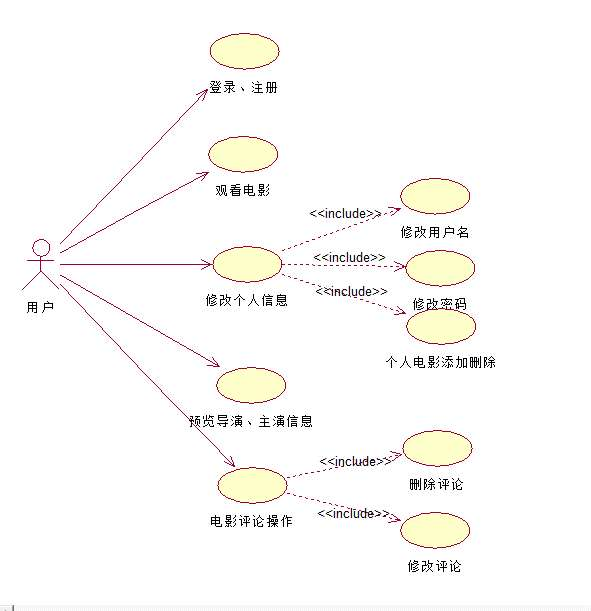 登录、注册
观看电影
<<include>>
修改用户名
<<include>>
修改个人信息
修改密码
<<include>>
用户
个人电影添加删除
预览导演、主演信息
<<include>>
删除评论
电影评论操作
<<include>>
修改评论